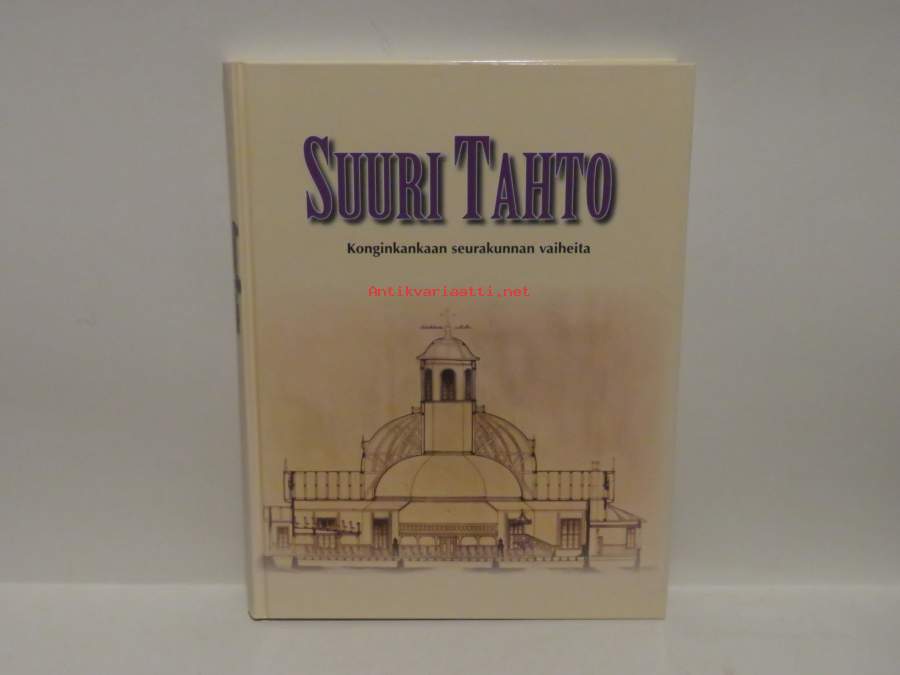 SUURI TAHTO
Konginkankaan seurakunnan vaiheita
Antikvariaatti.net